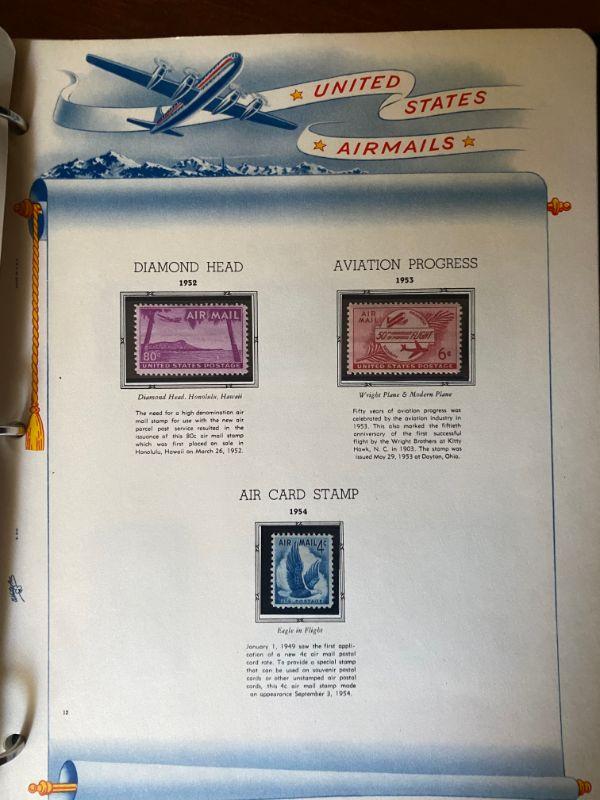 UNITED
STATES
AIRMAILS
DIAMOND HEAD
1952
AIR MAIL
80¢
UNITED STATES POSTAGE
Diamond Head, Honolulu, Hawaii
The need for a high denomination air
mail stamp for use with the new air
parcel post service resulted in the
issuance of this 80c air mail stamp
which was first placed on sale in
Honolulu, Hawaii on March 26, 1952.
AVIATION PROGRESS
1953
AIR
MAIL
FLIGHT
6¢
UNITED STATES POSTAGE
Wright Plane & Modern Plane
Fifty years of aviation progress was
celebrated by the aviation industry in
1953. This also marked the fiftieth
anniversary of the first successful
flight by the Wright Brothers at Kitty
Hawk, N. C. in 1903. The stamp was
issued May 29, 1953 at Dayton, Ohio.
AIR CARD STAMP
1954
AIR MAIL 4¢
U.S. POSTAGE
Eagle in Flight
January 1, 1949 saw the first appli-
cation of a new 4c air mail postal
card rate. To provide a special stamp
that can be used on souvenir postal
cards or other unstamped air postal
cards, this 4c air mail stamp made
an appearance September 3, 1954.
12